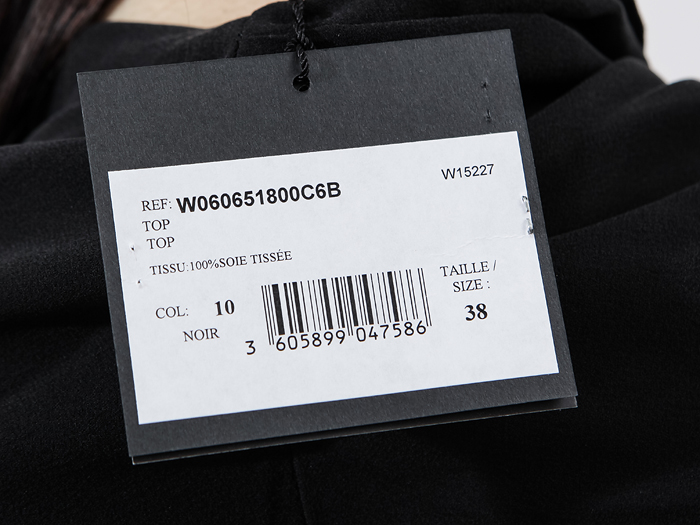 W15227
REF: W060651800C6B
TOP
TOP
TISSU:100%SOIE TISSÉE
COL: 10
NOIR
3 605899 047586
TAILLE /
SIZE :
38